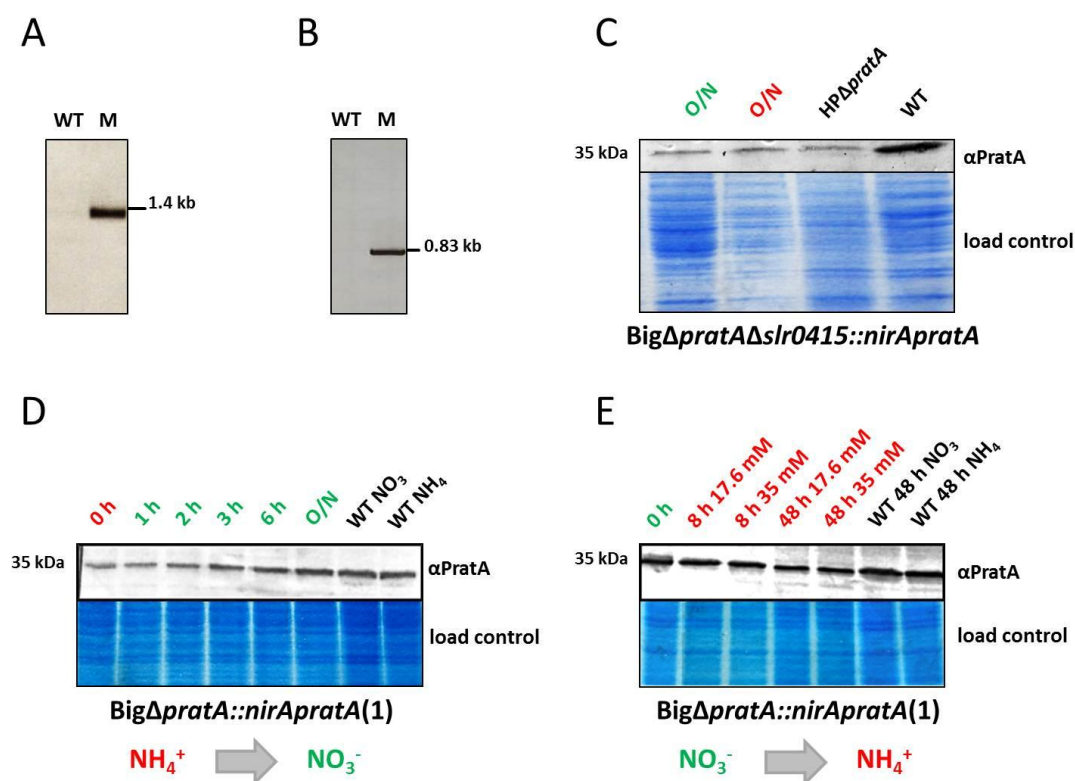 A
WT M
1.4 kb
B
WT M
0.83 kb
C
O/N O/N HPΔpratA WT
35 kDa
αPratA
load control
BigΔpratAΔslr0415::nirApratA
D
0 h 1 h 2 h 3 h 6 h O/N WT NO₃ WT NH₄
35 kDa
αPratA
load control
BigΔpratA::nirApratA(1)
NH₄⁺ NO₃⁻
E
0 h 8 h 17.6 mM 8 h 35 mM 48 h 17.6 mM 48 h 35 mM WT 48 h NO₃ WT 48 h NH₄
35 kDa
αPratA
load control
BigΔpratA::nirApratA(1)
NO₃⁻ NH₄⁺